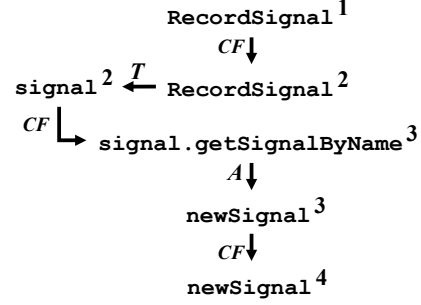 RecordSignal¹
CF
signal² T RecordSignal²
CF
signal.getSignalByName³
A
newSignal³
CF
newSignal⁴